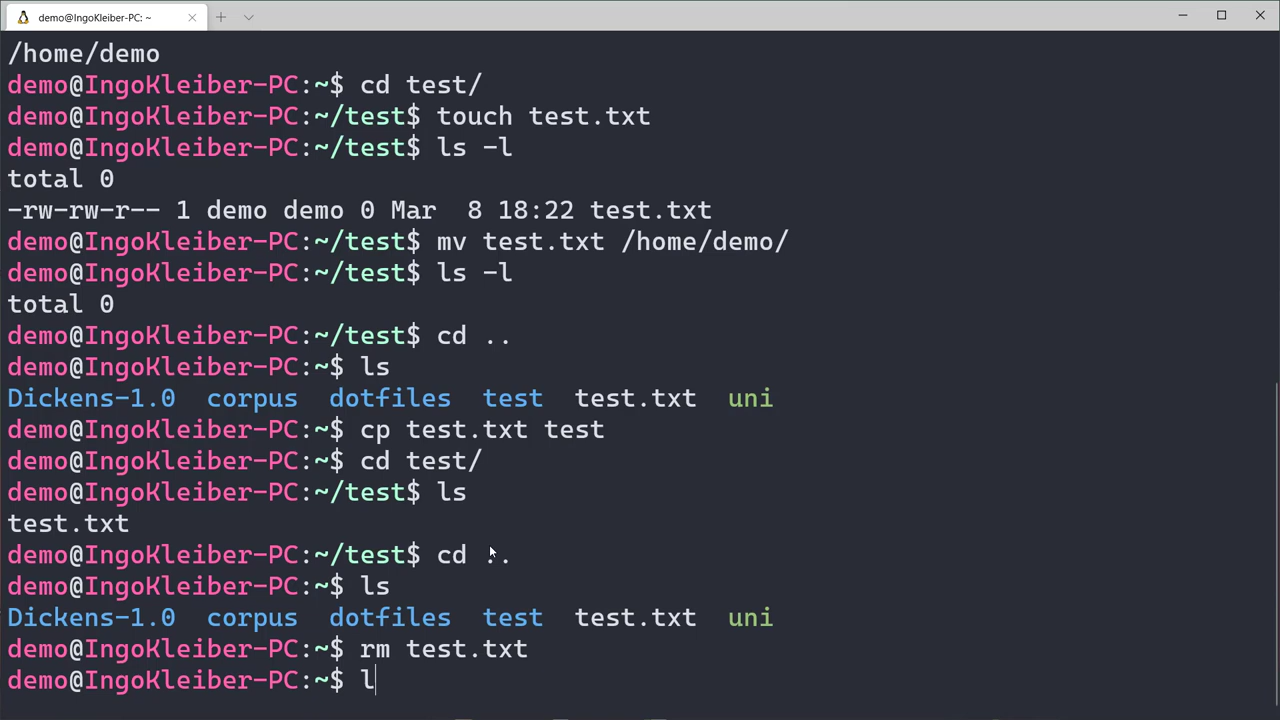 demo@IngoKleiber-PC: ~
/home/demo
demo@IngoKleiber-PC:~$ cd test/
demo@IngoKleiber-PC:~/test$ touch test.txt
demo@IngoKleiber-PC:~/test$ ls -l
total 0
-rw-rw-r-- 1 demo demo 0 Mar  8 18:22 test.txt
demo@IngoKleiber-PC:~/test$ mv test.txt /home/demo/
demo@IngoKleiber-PC:~/test$ ls -l
total 0
demo@IngoKleiber-PC:~/test$ cd ..
demo@IngoKleiber-PC:~$ ls
Dickens-1.0  corpus  dotfiles  test  test.txt  uni
demo@IngoKleiber-PC:~$ cp test.txt test
demo@IngoKleiber-PC:~$ cd test/
demo@IngoKleiber-PC:~/test$ ls
test.txt
demo@IngoKleiber-PC:~/test$ cd ..
demo@IngoKleiber-PC:~$ ls
Dickens-1.0  corpus  dotfiles  test  test.txt  uni
demo@IngoKleiber-PC:~$ rm test.txt
demo@IngoKleiber-PC:~$ l